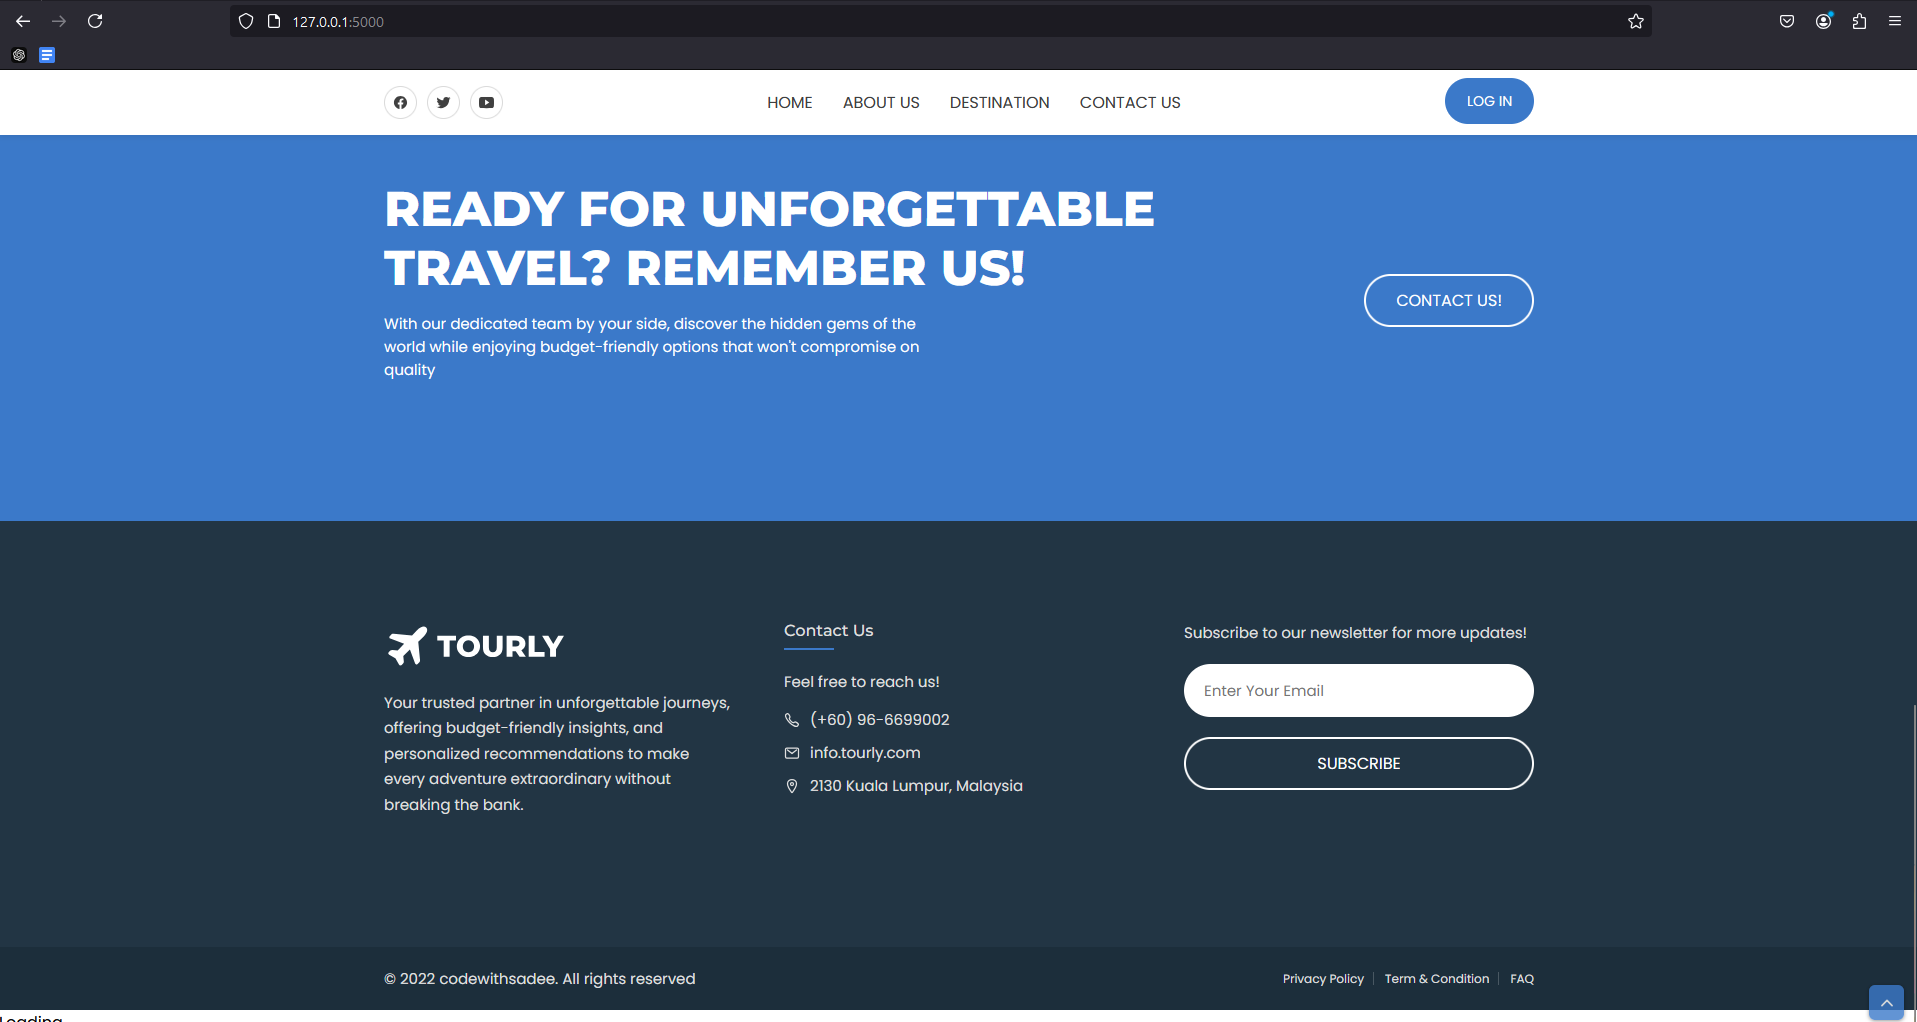 127.0.0.1:5000
HOME ABOUT US DESTINATION CONTACT US LOG IN
READY FOR UNFORGETTABLE
TRAVEL? REMEMBER US!
With our dedicated team by your side, discover the hidden gems of the
world while enjoying budget-friendly options that won't compromise on
quality
CONTACT US!
TOURLY
Your trusted partner in unforgettable journeys,
offering budget-friendly insights, and
personalized recommendations to make
every adventure extraordinary without
breaking the bank.
Contact Us
Feel free to reach us!
(+60) 96-6699002
info.tourly.com
2130 Kuala Lumpur, Malaysia
Subscribe to our newsletter for more updates!
Enter Your Email
SUBSCRIBE
© 2022 codewithsadee. All rights reserved
Privacy Policy Term & Condition FAQ
Loading